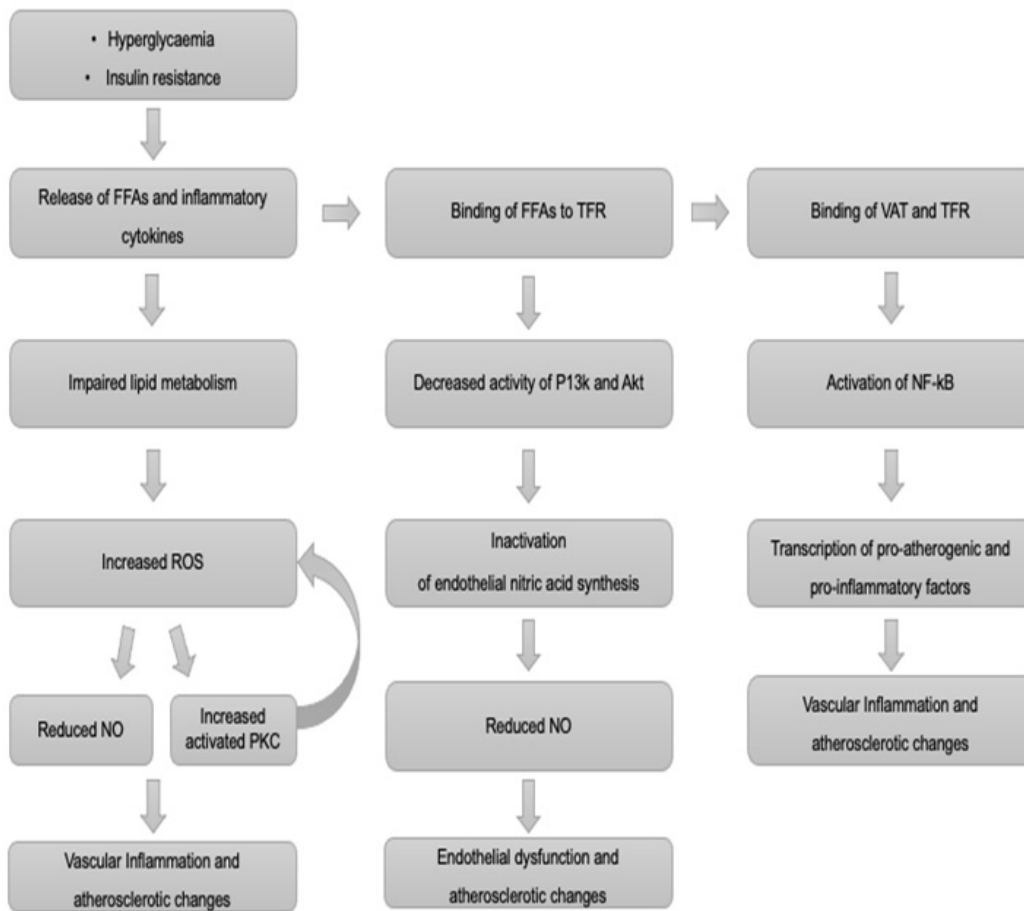 • Hyperglycaemia
• Insulin resistance
Release of FFAs and inflammatory
cytokines
Binding of FFAs to TFR
Binding of VAT and TFR
Impaired lipid metabolism
Decreased activity of P13k and Akt
Activation of NF-kB
Increased ROS
Inactivation
of endothelial nitric acid synthesis
Transcription of pro-atherogenic and
pro-inflammatory factors
Reduced NO
Increased
activated PKC
Reduced NO
Vascular Inflammation and
atherosclerotic changes
Vascular Inflammation and
atherosclerotic changes
Endothelial dysfunction and
atherosclerotic changes